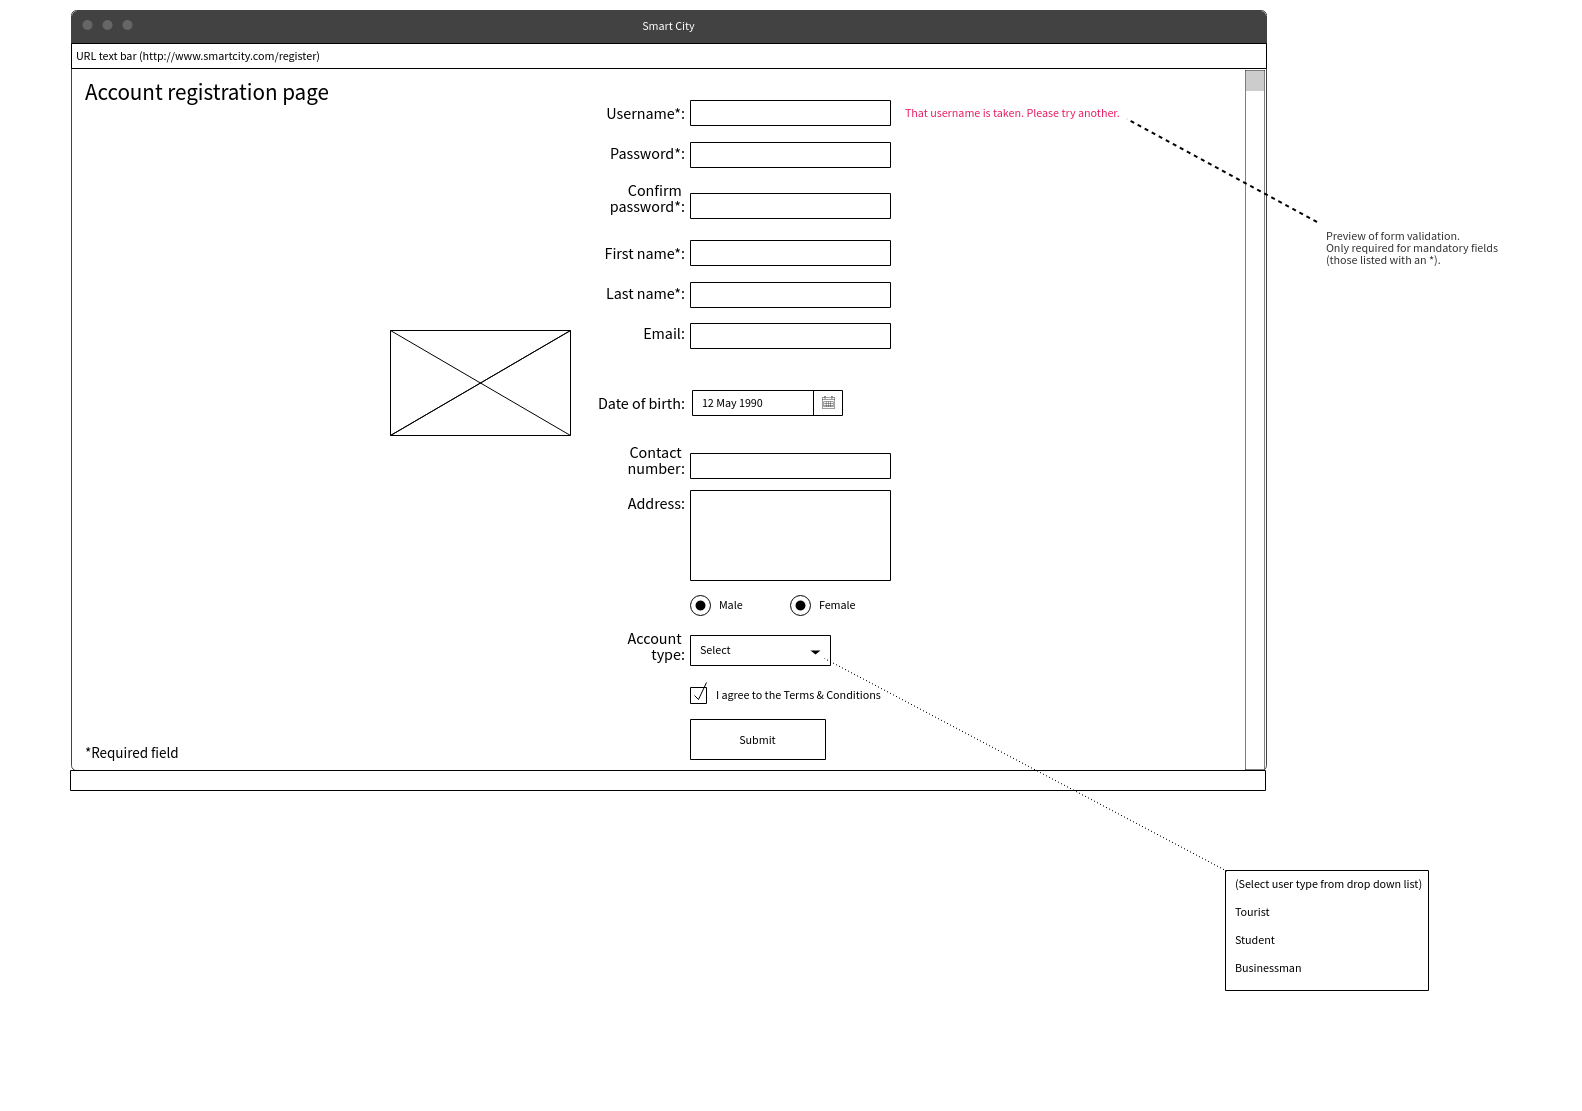 Smart City
URL text bar (http://www.smartcity.com/register)
Account registration page
Username*:
That username is taken. Please try another.
Password*:
Confirm
password*:
Preview of form validation.
Only required for mandatory fields
(those listed with an *).
First name*:
Last name*:
Email:
Date of birth:
12 May 1990
Contact
number:
Address:
Male
Female
Account
type:
Select
I agree to the Terms & Conditions
Submit
*Required field
(Select user type from drop down list)
Tourist
Student
Businessman